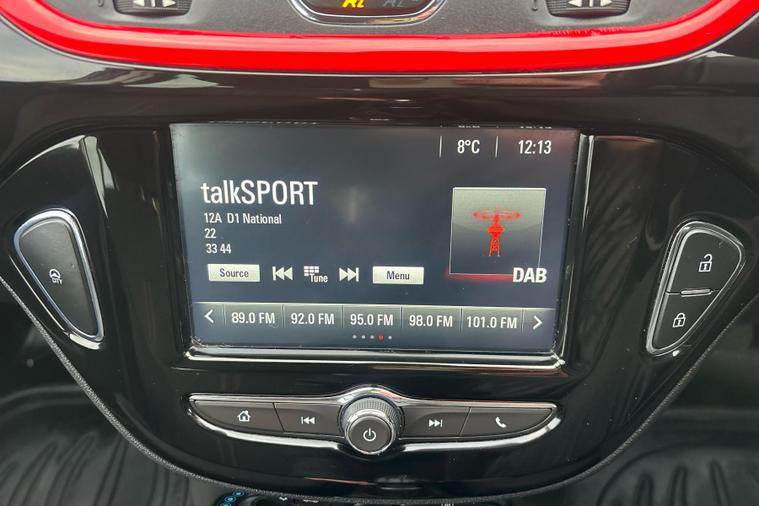 8°C
12:13
talkSPORT
12A D1 National
22
33 44
DAB
Source
Tune
Menu
89.0 FM
92.0 FM
95.0 FM
98.0 FM
101.0 FM
CITY